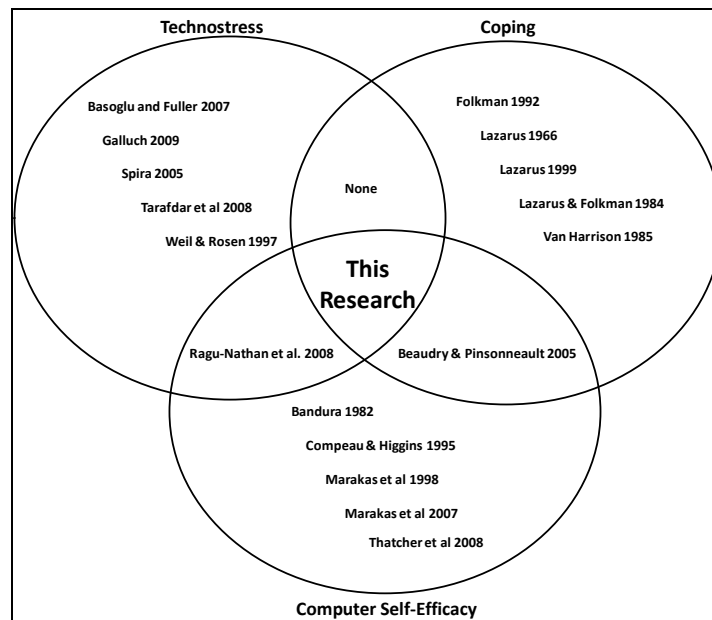 Technostress
Coping
Basoglu and Fuller 2007
Galluch 2009
Spira 2005
Tarafdar et al 2008
Weil & Rosen 1997
Folkman 1992
Lazarus 1966
Lazarus 1999
Lazarus & Folkman 1984
Van Harrison 1985
None
This
Research
Ragu-Nathan et al. 2008
Beaudry & Pinsonneault 2005
Bandura 1982
Compeau & Higgins 1995
Marakas et al 1998
Marakas et al 2007
Thatcher et al 2008
Computer Self-Efficacy